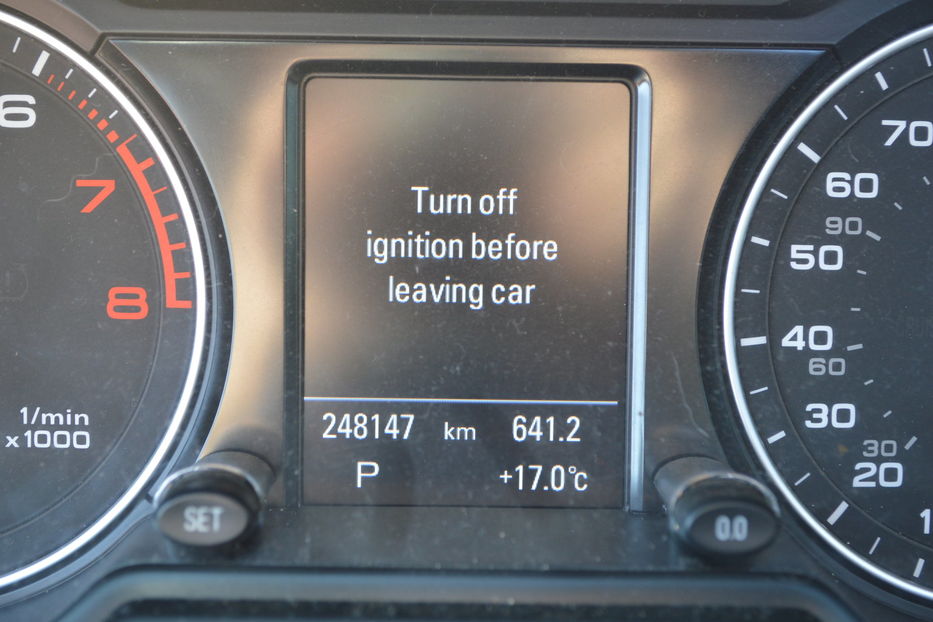 6
7
8
1/min
x1000
Turn off
ignition before
leaving car
248147 km 641.2
P +17.0°C
SET
0.0
70
60
90
50
40
60
30
30
20